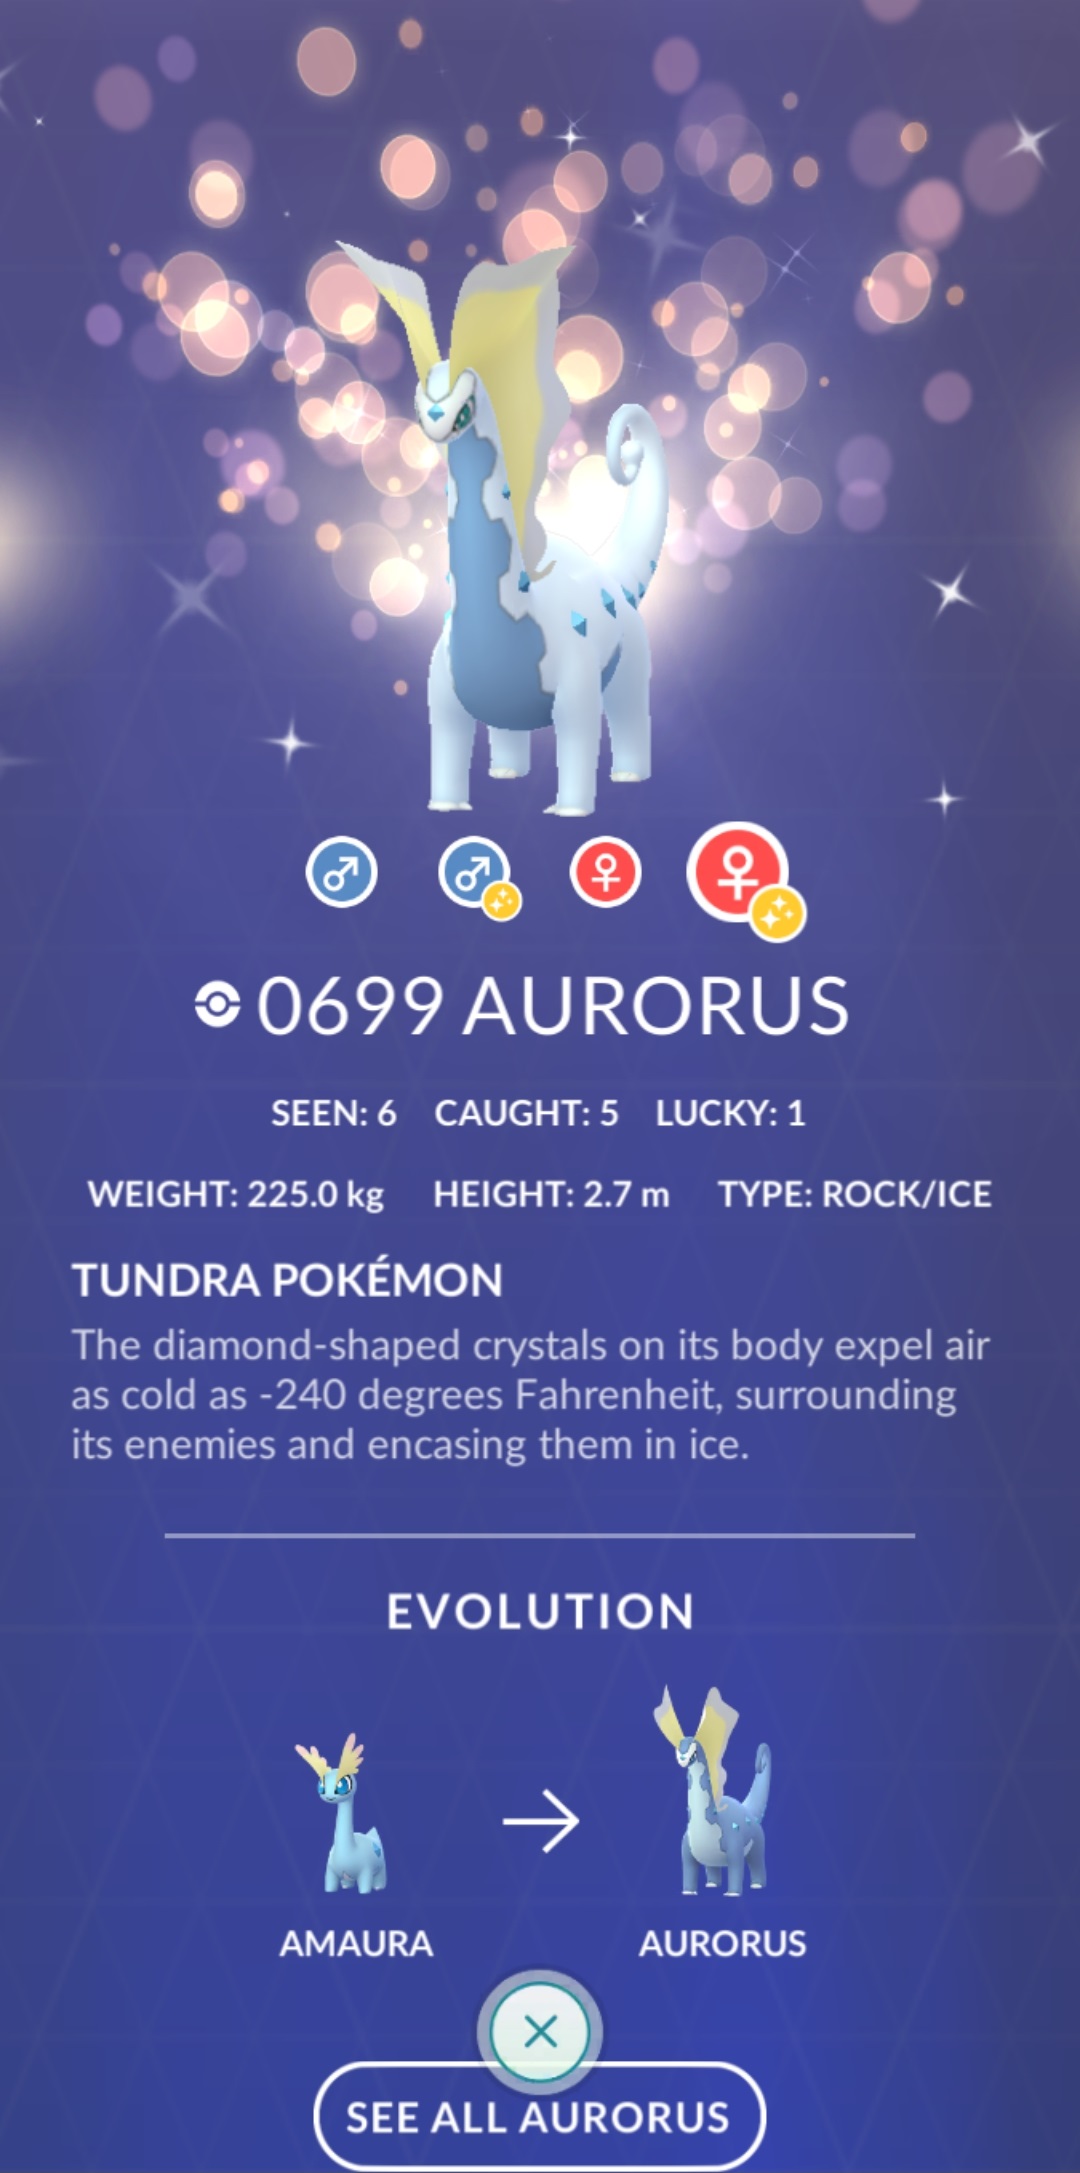 0699 AURORUS
SEEN: 6 CAUGHT: 5 LUCKY: 1
WEIGHT: 225.0 kg HEIGHT: 2.7 m TYPE: ROCK/ICE
TUNDRA POKÉMON
The diamond-shaped crystals on its body expel air
as cold as -240 degrees Fahrenheit, surrounding
its enemies and encasing them in ice.
EVOLUTION
AMAURA AURORUS
SEE ALL AURORUS